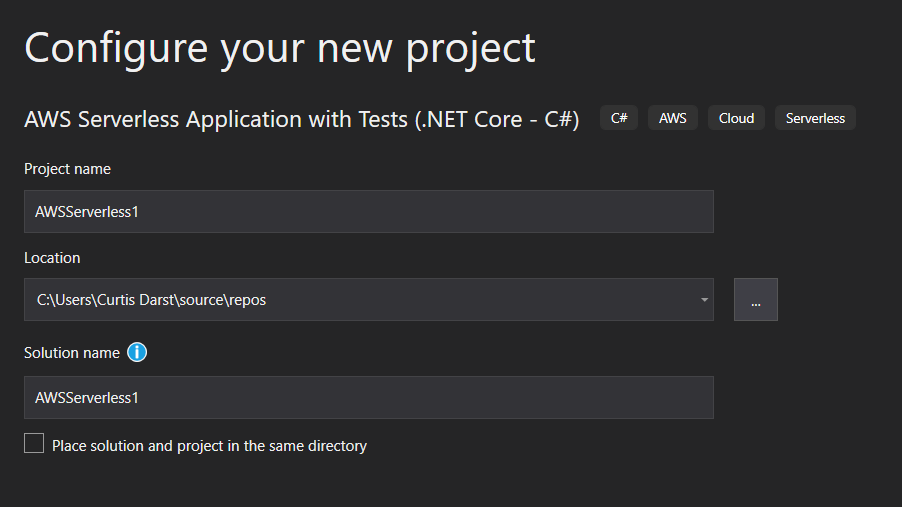 Configure your new project
AWS Serverless Application with Tests (.NET Core - C#) C# AWS Cloud Serverless
Project name
AWSServerless1
Location
C:\Users\Curtis Darst\source\repos ...
Solution name i
AWSServerless1
Place solution and project in the same directory